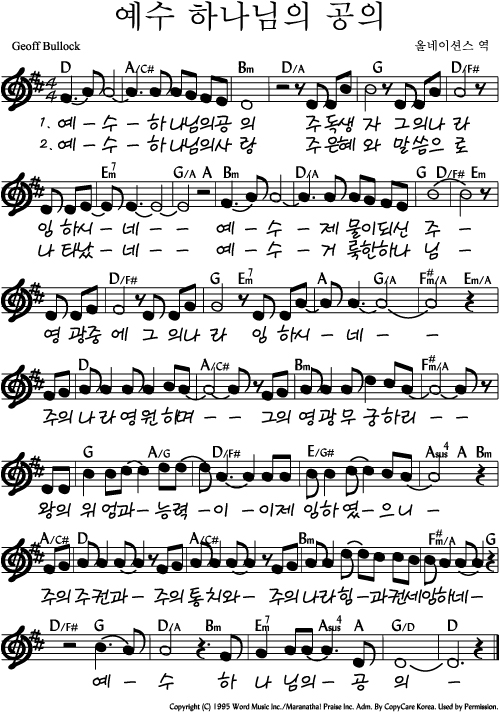 예수 하나님의 공의
Geoff Bullock 올네이션스 역
D A/C# Bm D/A G D/F#
4/4
1. 예 - 수 - 하나님의공 의 주독생 자 그의나 라
2. 예 - 수 - 하나님의사 랑 주은혜 와 말씀으 로
Em7 G/A A Bm D/A G D/F# Em
임 하시 - 네 - - 예 - 수 - 제 물이되신 주 -
나 타났 - 네 - - 예 - 수 - 거 룩한하나 님 -
D/F# G Em7 A G/A F#m/A Em/A
영 광중 에 그 의나 라 임 하시 - 네 - -
D A/C# Bm F#m/A
주의 나 라 영 원 하며 - - 그의 영 광 무 궁하리 - -
G A/G D/F# E/G# Asus4 A Bm
왕의 위 엄과 - 능력 - 이 - 이제 임하 였 - 으니 -
A/C# D A/C# Bm F#m/A G
주의 주 권과 - 주의 통 치와 - 주의 나라힘 - 과권세임하네 -
D/F# G D/A Bm Em7 Asus4 A G/D D
예 - 수 하 나 님의 - 공 의 -
Copyright (C) 1995 Word Music Inc./Maranatha! Praise Inc. Adm. By CopyCare Korea. Used by Permission.